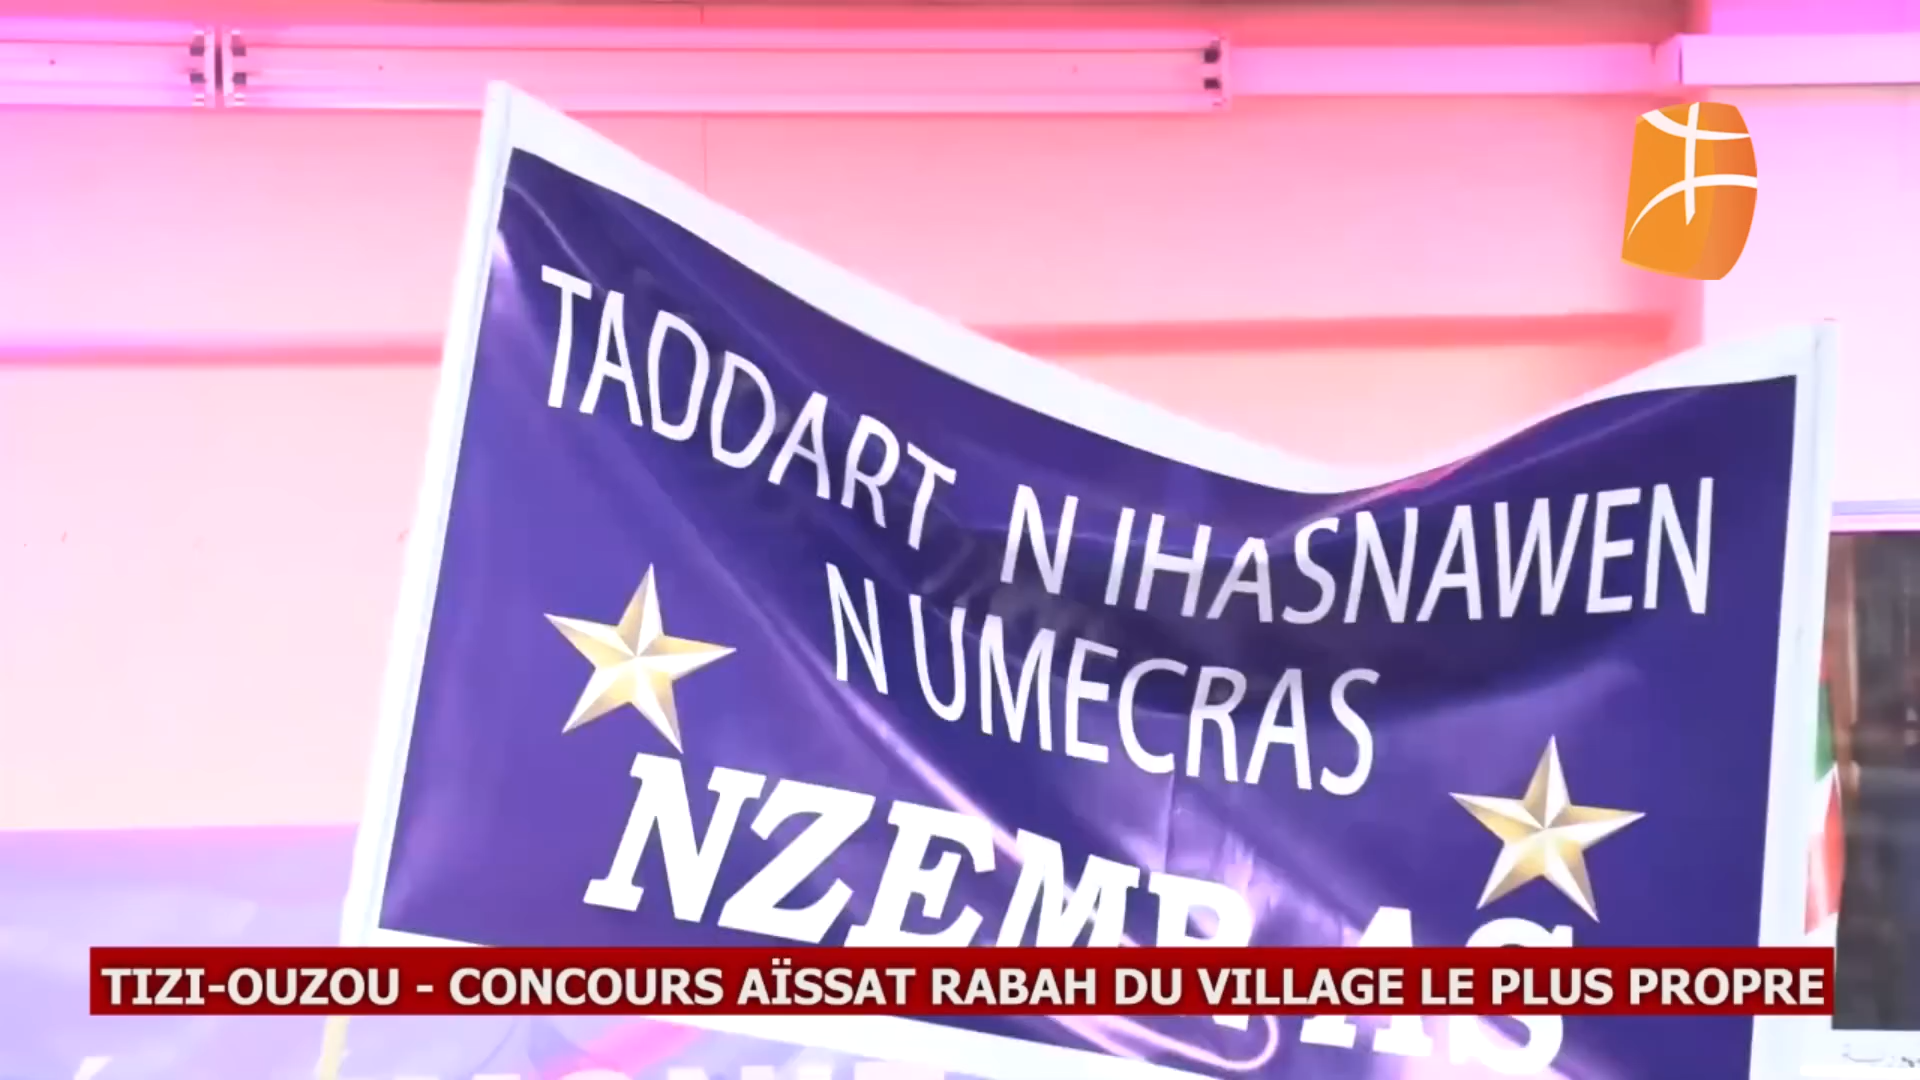 TADDART N IHASNAWEN
N UMECRAS
TIZI-OUZOU - CONCOURS AÏSSAT RABAH DU VILLAGE LE PLUS PROPRE